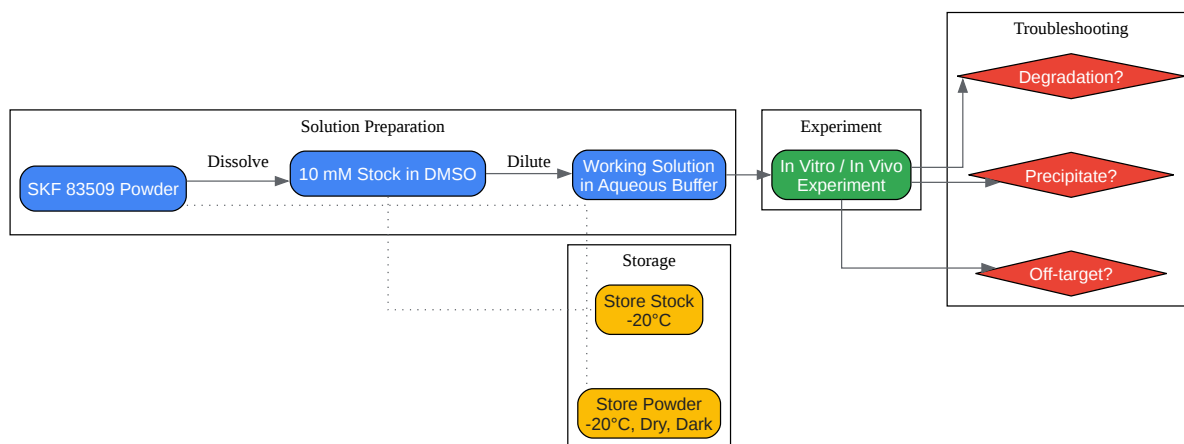 Troubleshooting
Degradation?
Solution Preparation
Experiment
Dissolve
Dilute
SKF 83509 Powder
10 mM Stock in DMSO
Working Solution
in Aqueous Buffer
In Vitro / In Vivo
Experiment
Precipitate?
Storage
Off-target?
Store Stock
-20°C
Store Powder
-20°C, Dry, Dark